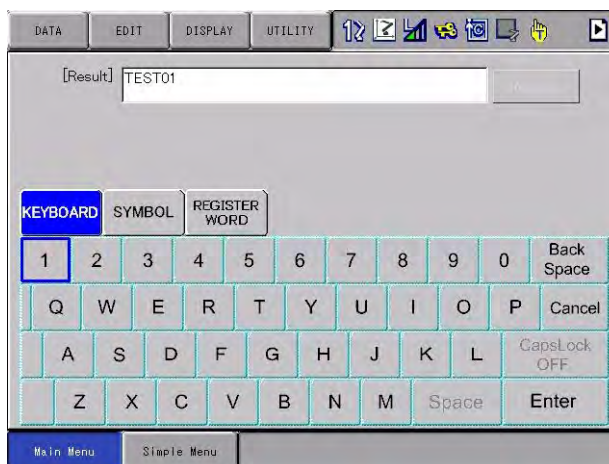 DATA EDIT DISPLAY UTILITY
[Result] TEST01
KEYBOARD SYMBOL REGISTER
WORD
1 2 3 4 5 6 7 8 9 0 Back
Space
Q W E R T Y U I O P Cancel
A S D F G H J K L CapsLock
OFF
Z X C V B N M Space Enter
Main Menu Simple Menu